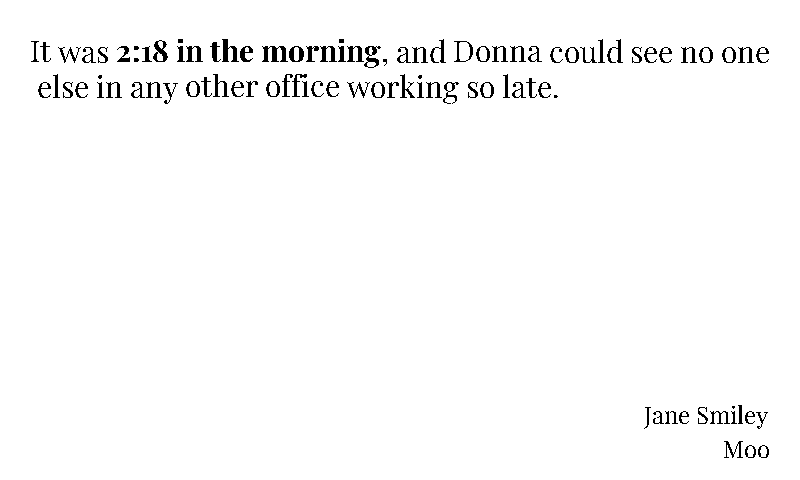 It was 2:18 in the morning, and Donna could see no one
else in any other office working so late.
Jane Smiley
Moo